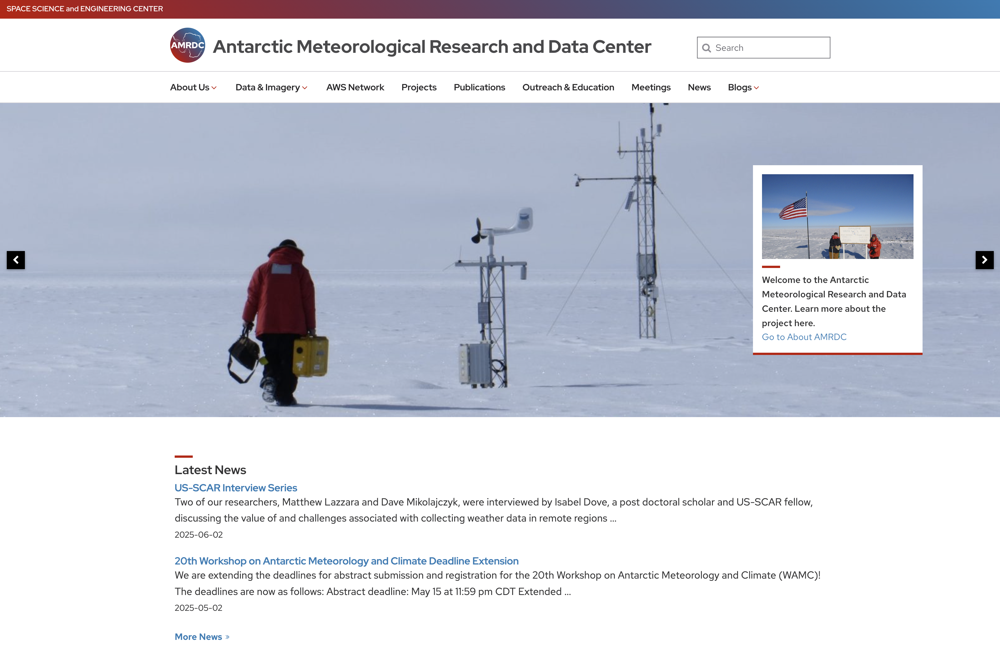 SPACE SCIENCE and ENGINEERING CENTER
AMRDC
Antarctic Meteorological Research and Data Center
Search
About Us
Data & Imagery
AWS Network
Projects
Publications
Outreach & Education
Meetings
News
Blogs
Welcome to the Antarctic
Meteorological Research and Data
Center. Learn more about the
project here.
Go to About AMRDC
Latest News
US-SCAR Interview Series
Two of our researchers, Matthew Lazzara and Dave Mikolajczyk, were interviewed by Isabel Dove, a post doctoral scholar and US-SCAR fellow,
discussing the value of and challenges associated with collecting weather data in remote regions ...
2025-06-02
20th Workshop on Antarctic Meteorology and Climate Deadline Extension
We are extending the deadlines for abstract submission and registration for the 20th Workshop on Antarctic Meteorology and Climate (WAMC)!
The deadlines are now as follows: Abstract deadline: May 15 at 11:59 pm CDT Extended ...
2025-05-02
More News »